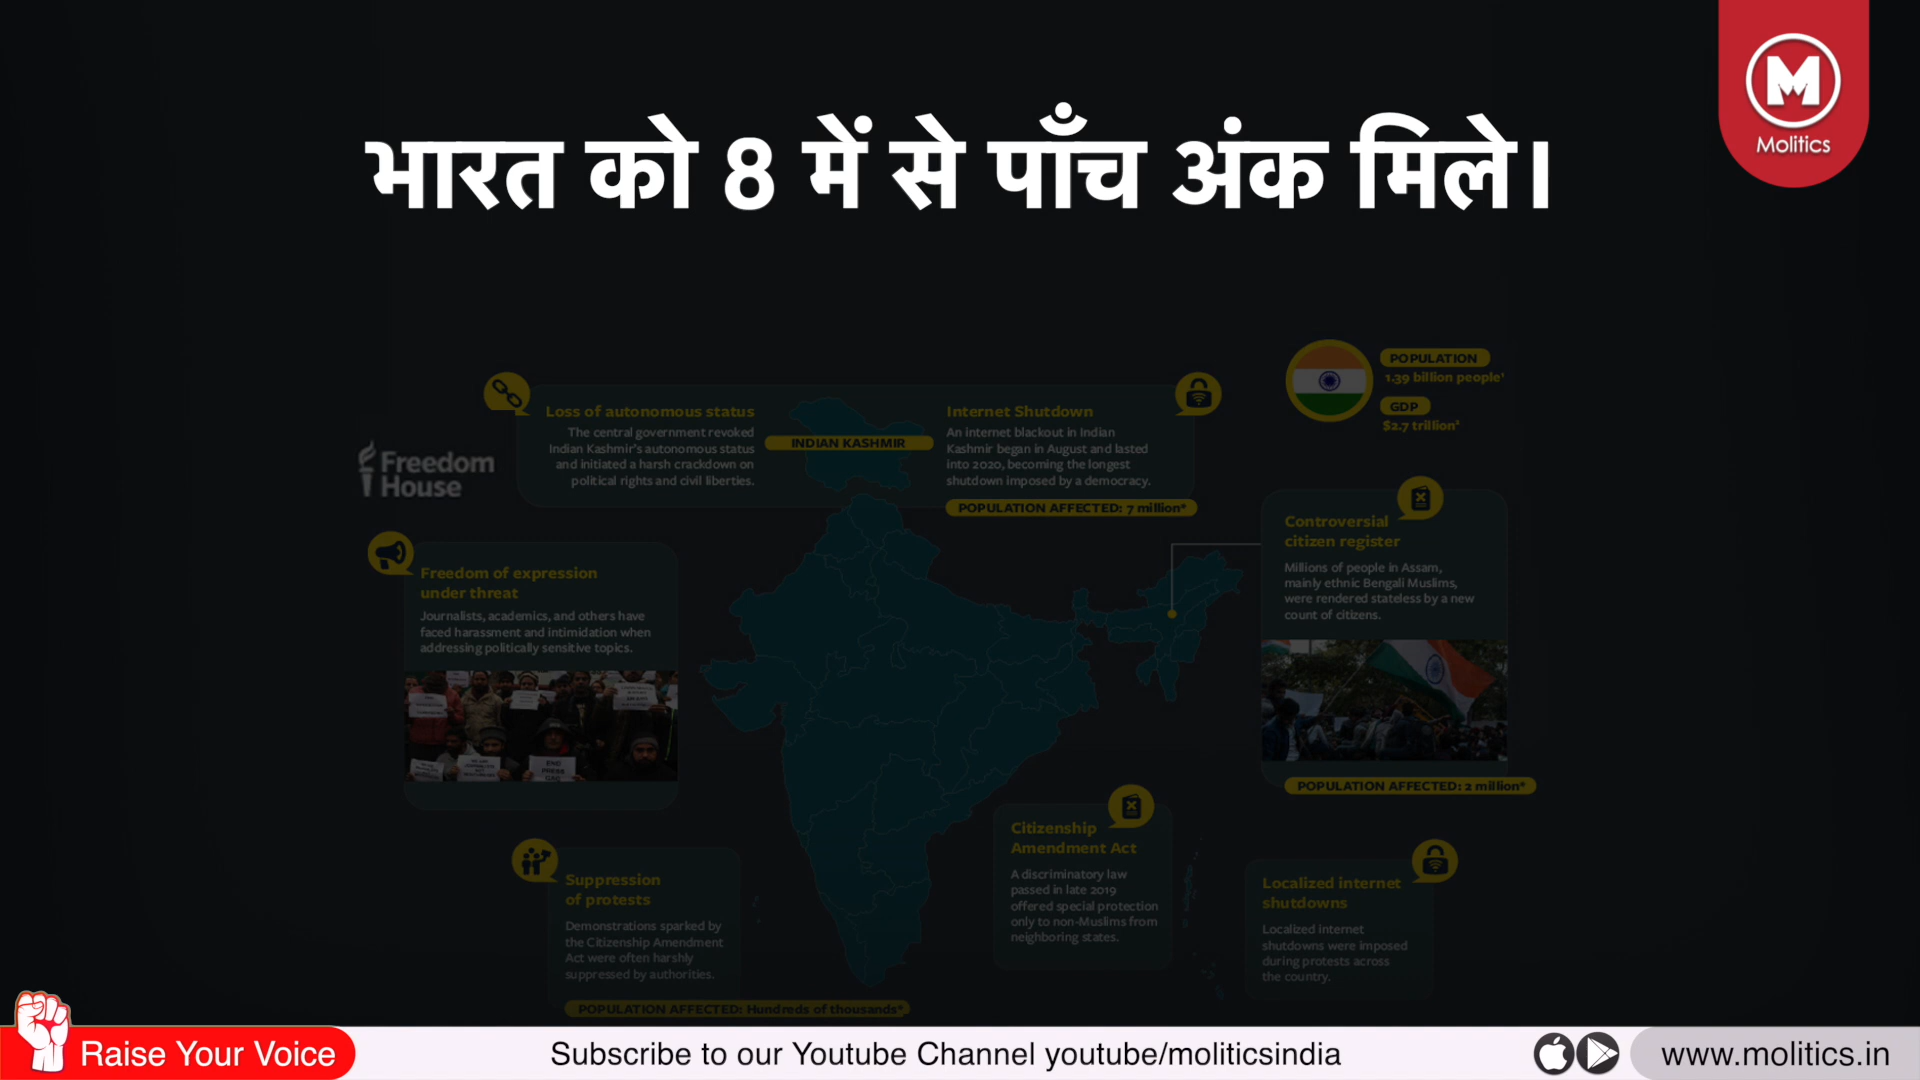 भारत को 8 में से पाँच अंक मिले।
M
Molitics
POPULATION
1.39 billion people¹
GDP
$2.7 trillion²
Freedom
House
Loss of autonomous status
The central government revoked
Indian Kashmir's autonomous status
and initiated a harsh crackdown on
political rights and civil liberties.
INDIAN KASHMIR
Internet Shutdown
An internet blackout in Indian
Kashmir began in August and lasted
into 2020, becoming the longest
shutdown imposed by a democracy.
POPULATION AFFECTED: 7 million*
Controversial
citizen register
Millions of people in Assam,
mainly ethnic Bengali Muslims,
were rendered stateless by a new
count of citizens.
POPULATION AFFECTED: 2 million*
Freedom of expression
under threat
Journalists, academics, and others have
faced harassment and intimidation when
addressing politically sensitive topics.
END
PRESS
GAG
Suppression
of protests
Demonstrations sparked by
the Citizenship Amendment
Act were often harshly
suppressed by authorities.
POPULATION AFFECTED: Hundreds of thousands*
Citizenship
Amendment Act
A discriminatory law
passed in late 2019
offered special protection
only to non-Muslims from
neighboring states.
Localized internet
shutdowns
Localized internet
shutdowns were imposed
during protests across
the country.
Raise Your Voice
Subscribe to our Youtube Channel youtube/moliticsindia
www.molitics.in